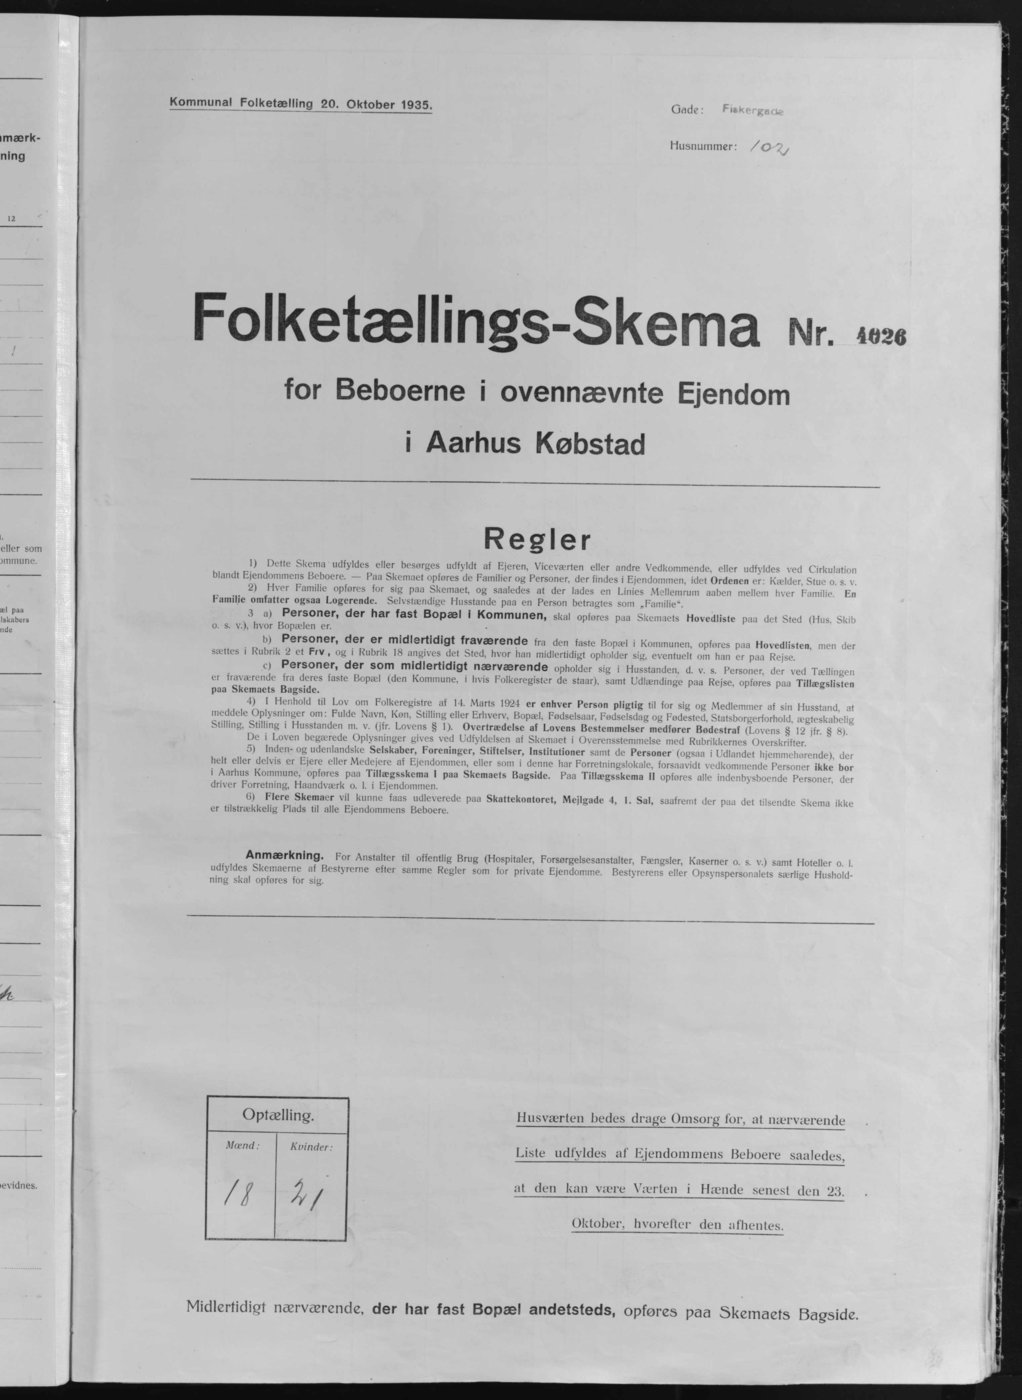 mærk-
ning
12
1
eller som
ommune.
æl paa
lskabers
nde
evidnes.
Kommunal Folketælling 20. Oktober 1935.
Gade: Fiskergade
Husnummer: 102
Folketællings-Skema Nr. 4026
for Beboerne i ovennævnte Ejendom
i Aarhus Købstad
Regler
1) Dette Skema udfyldes eller besørges udfyldt af Ejeren, Viceværten eller anden Vedkommende, eller udfyldes ved Cirkulation
blandt Ejendommens Beboere. — Paa Skemaet opføres de Familier og Personer, der findes i Ejendommen, idet Ordenen er: Kælder, Stue o. s. v.
2) Hver Familie opføres for sig paa Skemaet, og saaledes at der lades en Linies Mellemrum aaben mellem hver Familie. En
Familie omfatter ogsaa Logerende. Selvstændige Husstande paa en Person betragtes som „Familie“.
3 a) Personer, der har fast Bopæl i Kommunen, skal opføres paa Skemaets Hovedliste paa det Sted (Hus, Skib
o. s. v.), hvor Bopælen er.
b) Personer, der er midlertidigt fraværende fra den faste Bopæl i Kommunen, opføres paa Hovedlisten, men der
sættes i Rubrik 2 et Frv, og i Rubrik 18 angives det Sted, hvor han midlertidigt opholder sig, eventuelt om han er paa Rejse.
c) Personer, der som midlertidigt nærværende opholder sig i Husstanden, d. v. s. Personer, der ved Tællingen
er fraværende fra deres faste Bopæl (den Kommune, i hvis Folkeregister de staar), samt Udlændinge paa Rejse, opføres paa Tillægslisten
paa Skemaets Bagside.
4) I Henhold til Lov om Folkeregistre af 14. Marts 1924 er enhver Person pligtig til for sig og Medlemmer af sin Husstand, at
meddele Oplysninger om: Fulde Navn, Køn, Stilling eller Erhverv, Bopæl, Fødselsaar, Fødselsdag og Fødested, Statsborgerforhold, ægteskabelig
Stilling, Stilling i Husstanden m. v. (jfr. Lovens § 1). Overtrædelse af Lovens Bestemmelser medfører Bødestraf (Lovens § 12 jfr. § 8).
De i Loven begærede Oplysninger gives ved Udfyldelsen af Skemaet i Overensstemmelse med Rubrikkernes Overskrifter.
5) Inden- og udenlandske Selskaber, Foreninger, Stiftelser, Institutioner samt de Personer (ogsaa i Udlandet hjemmehørende), der
helt eller delvis er Ejere eller Medejere af Ejendommen, eller som i denne har Forretningslokale, forsaavidt vedkommende Personer ikke bor
i Aarhus Kommune, opføres paa Tillægsskema I paa Skemaets Bagside. Paa Tillægsskema II opføres alle indenbysboende Personer, der
driver Forretning, Haandværk o. l. i Ejendommen.
6) Flere Skemaer vil kunne faas udleverede paa Skattekontoret, Mejlgade 4, 1. Sal, saafremt der paa det tilsendte Skema ikke
er tilstrækkelig Plads til alle Ejendommens Beboere.
Anmærkning. For Anstalter til offentlig Brug (Hospitaler, Forsørgelsesanstalter, Fængsler, Kaserner o. s. v.) samt Hoteller o. l.
udfyldes Skemaerne af Bestyrerne efter samme Regler som for private Ejendomme. Bestyrerens eller Opsynspersonalets særlige Hushold-
ning skal opføres for sig.
Optælling.
Mænd: Kvinder:
18 21
Husværten bedes drage Omsorg for, at nærværende
Liste udfyldes af Ejendommens Beboere saaledes,
at den kan være Værten i Hænde senest den 23.
Oktober, hvorefter den afhentes.
Midlertidigt nærværende, der har fast Bopæl andetsteds, opføres paa Skemaets Bagside.